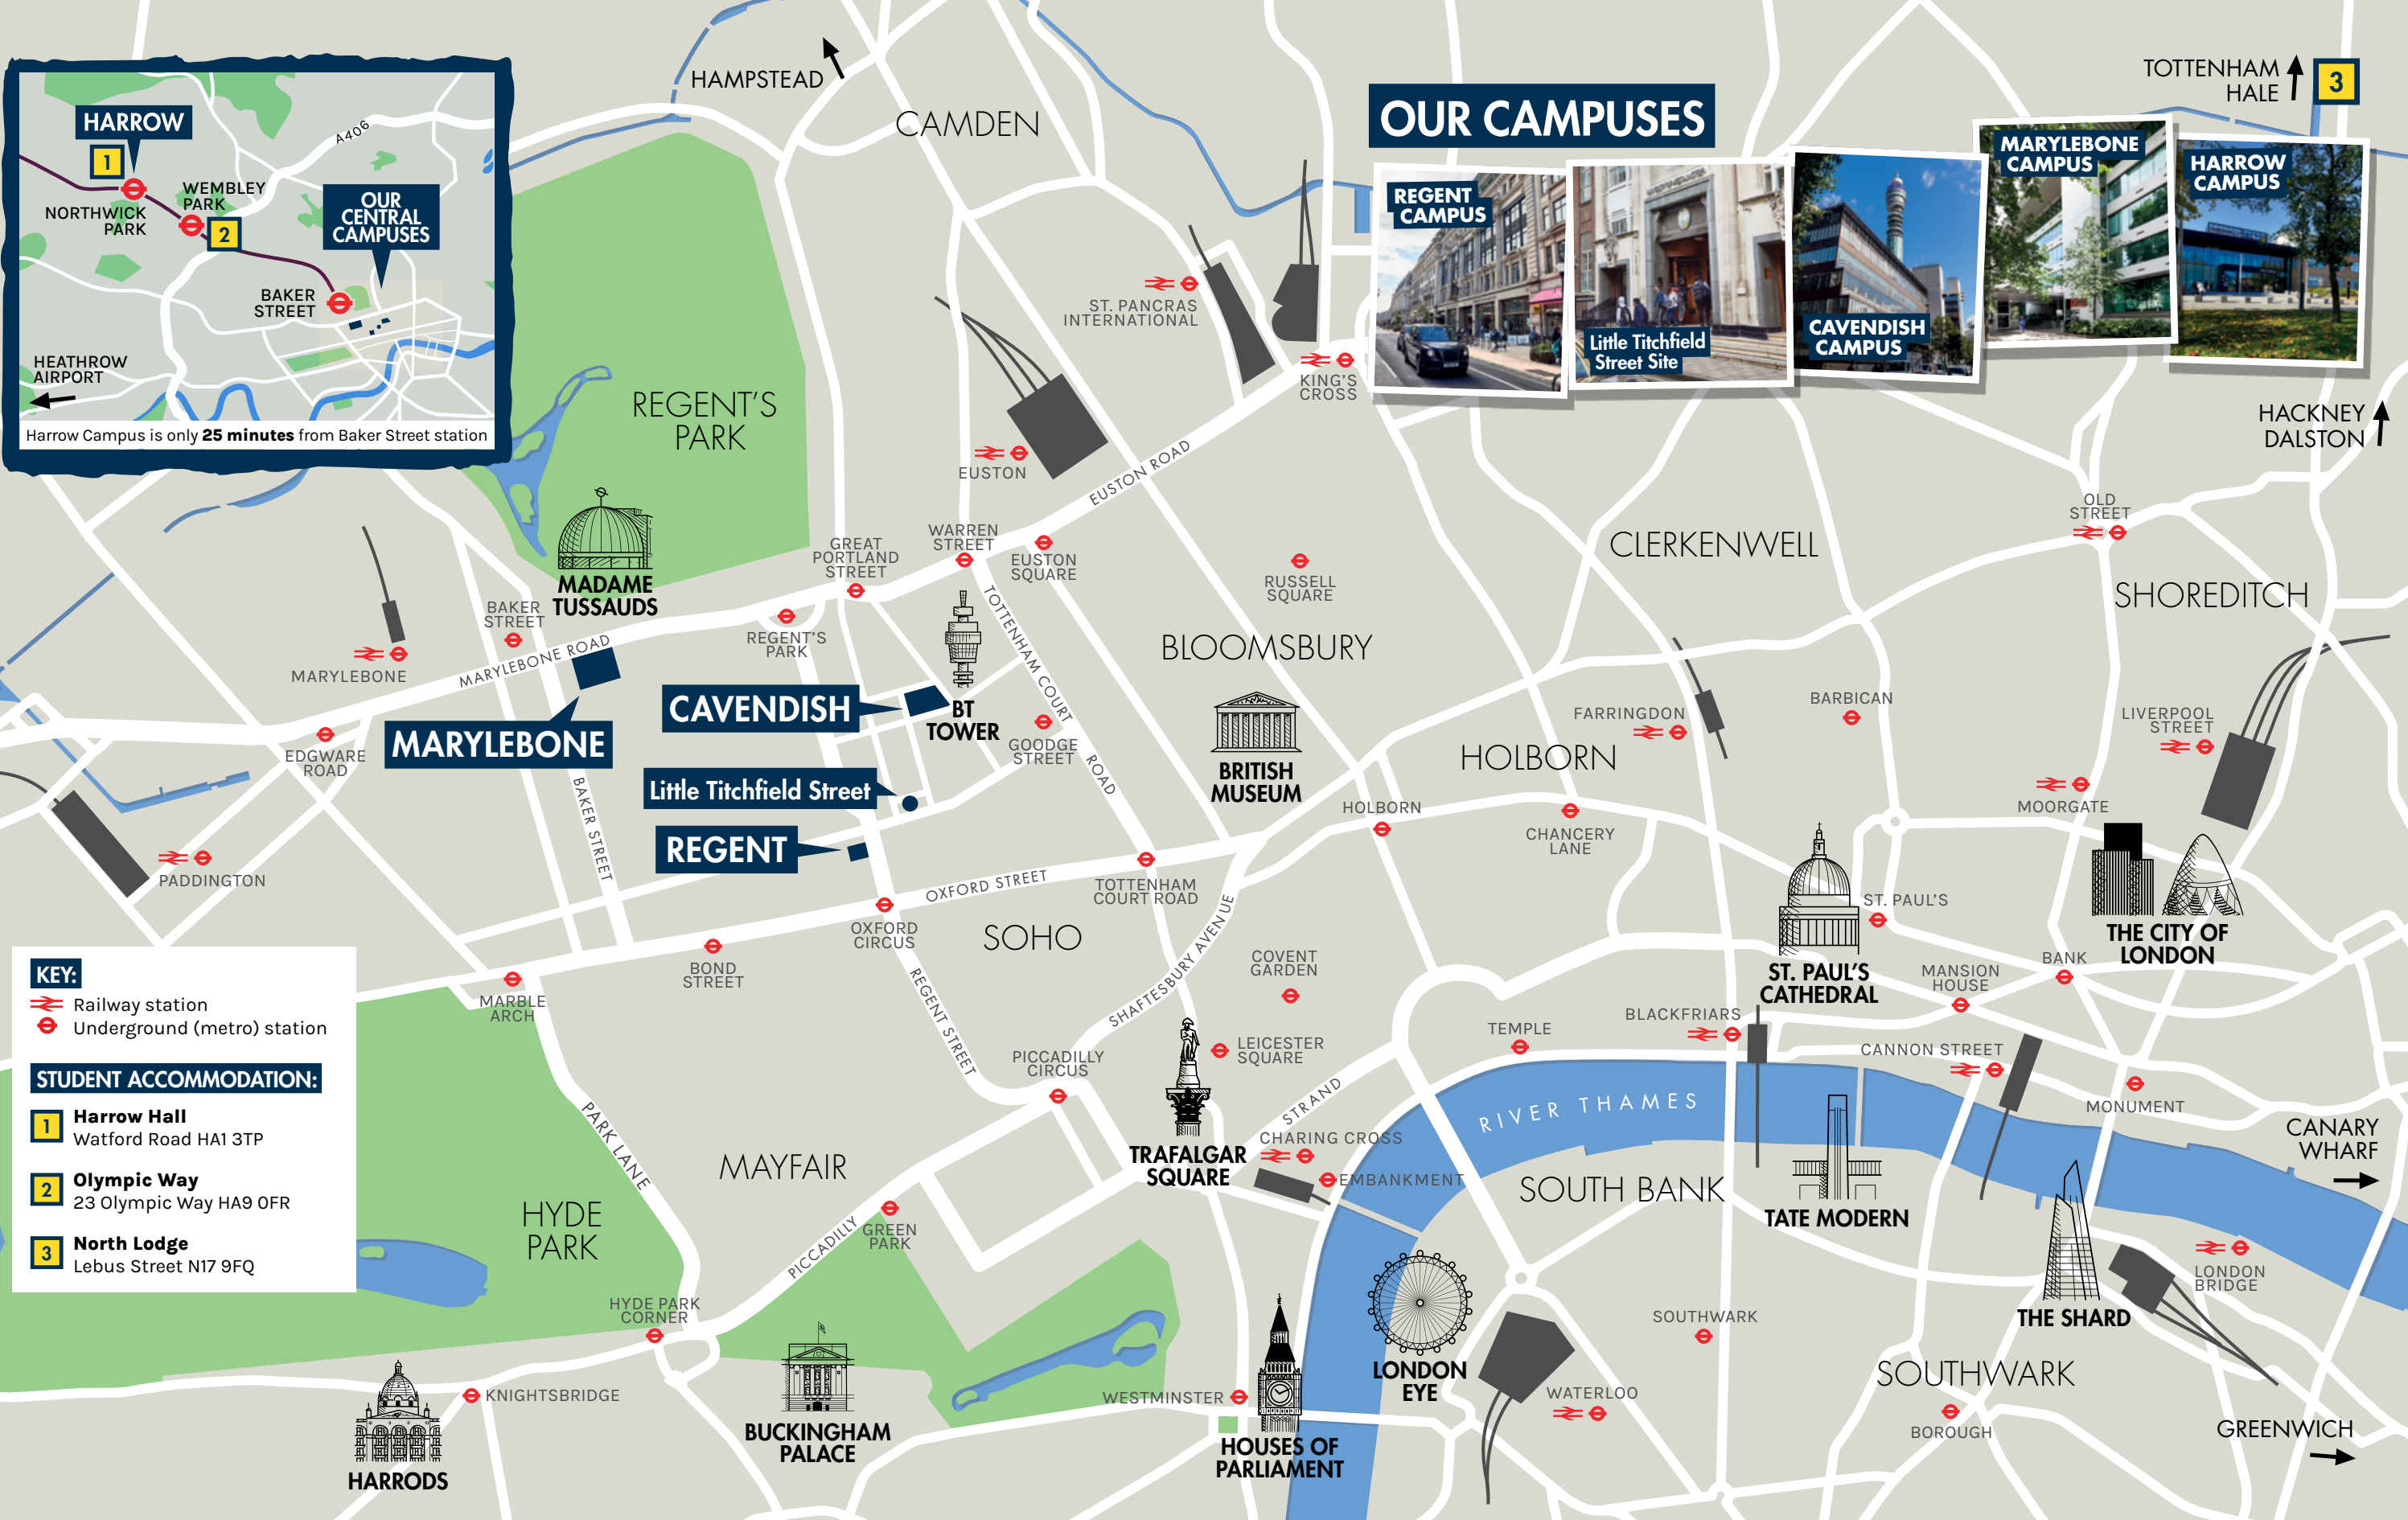 HARROW
1
A406
WEMBLEY
PARK
NORTHWICK
PARK
2
OUR
CENTRAL
CAMPUSES
BAKER
STREET
HEATHROW
AIRPORT
Harrow Campus is only 25 minutes from Baker Street station
HAMPSTEAD
CAMDEN
OUR CAMPUSES
REGENT
CAMPUS
Little Titchfield
Street Site
CAVENDISH
CAMPUS
MARYLEBONE
CAMPUS
HARROW
CAMPUS
TOTTENHAM
HALE
3
HACKNEY
DALSTON
ST. PANCRAS
INTERNATIONAL
KING'S
CROSS
REGENT'S
PARK
EUSTON
EUSTON ROAD
OLD
STREET
CLERKENWELL
SHOREDITCH
WARREN
STREET
EUSTON
SQUARE
GREAT
PORTLAND
STREET
RUSSELL
SQUARE
MADAME
TUSSAUDS
BAKER
STREET
REGENT'S
PARK
MARYLEBONE
MARYLEBONE ROAD
TOTTENHAM COURT
ROAD
BLOOMSBURY
CAVENDISH
BT
TOWER
GOODGE
STREET
MARYLEBONE
EDGWARE
ROAD
BAKER STREET
Little Titchfield Street
REGENT
BRITISH
MUSEUM
HOLBORN
HOLBORN
CHANCERY
LANE
FARRINGDON
BARBICAN
LIVERPOOL
STREET
MOORGATE
PADDINGTON
OXFORD STREET
TOTTENHAM
COURT ROAD
OXFORD
CIRCUS
SOHO
BOND
STREET
MARBLE
ARCH
REGENT STREET
SHAFTESBURY AVENUE
COVENT
GARDEN
LEICESTER
SQUARE
PICCADILLY
CIRCUS
ST. PAUL'S
ST. PAUL'S
CATHEDRAL
THE CITY OF
LONDON
BANK
MANSION
HOUSE
BLACKFRIARS
TEMPLE
CANNON STREET
MONUMENT
RIVER THAMES
STRAND
CHARING CROSS
EMBANKMENT
TRAFALGAR
SQUARE
CANARY
WHARF
KEY:
Railway station
Underground (metro) station
STUDENT ACCOMMODATION:
1
Harrow Hall
Watford Road HA1 3TP
2
Olympic Way
23 Olympic Way HA9 0FR
3
North Lodge
Lebus Street N17 9FQ
PARK LANE
MAYFAIR
HYDE
PARK
PICCADILLY
GREEN
PARK
HYDE PARK
CORNER
SOUTH BANK
TATE MODERN
THE SHARD
LONDON
BRIDGE
SOUTHWARK
SOUTHWARK
BOROUGH
LONDON
EYE
WATERLOO
WESTMINSTER
HOUSES OF
PARLIAMENT
BUCKINGHAM
PALACE
KNIGHTSBRIDGE
HARRODS
GREENWICH